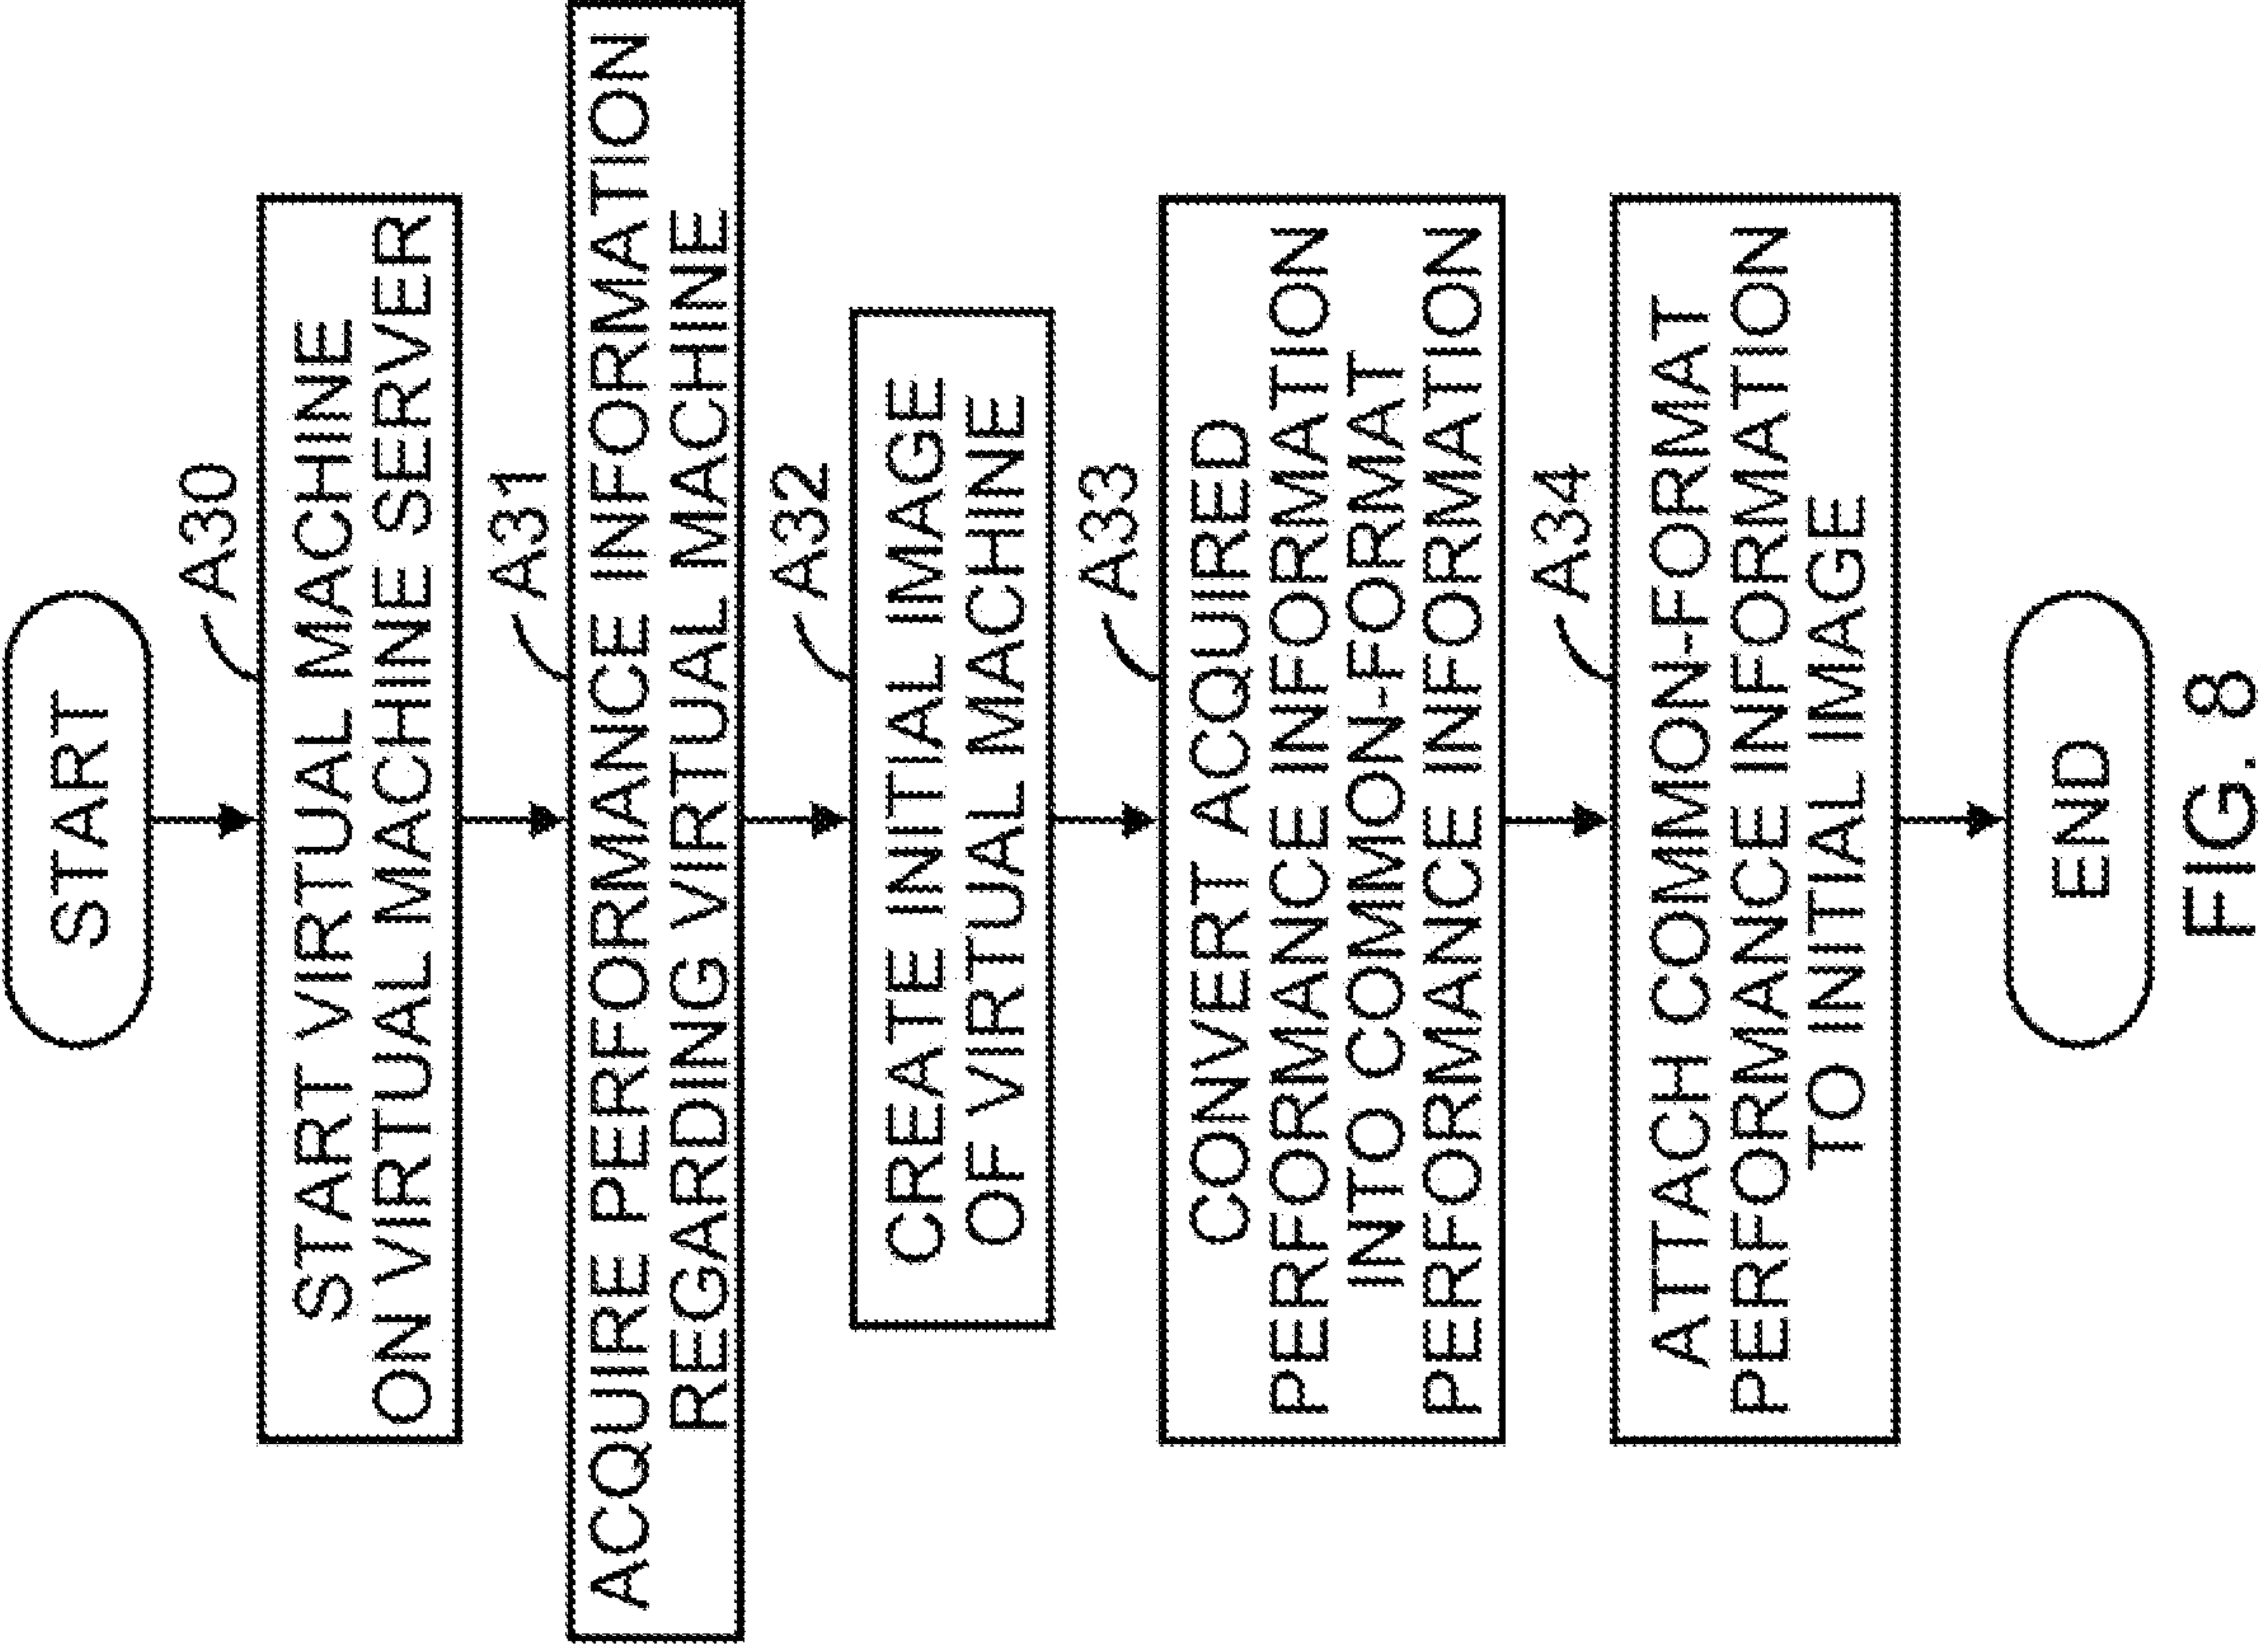 START
A30
START VIRTUAL MACHINE
ON VIRTUAL MACHINE SERVER
A31
ACQUIRE PERFORMANCE INFORMATION
REGARDING VIRTUAL MACHINE
A32
CREATE INITIAL IMAGE
OF VIRTUAL MACHINE
A33
CONVERT ACQUIRED
PERFORMANCE INFORMATION
INTO COMMON-FORMAT
PERFORMANCE INFORMATION
A34
ATTACH COMMON-FORMAT
PERFORMANCE INFORMATION
TO INITIAL IMAGE
END
FIG. 8